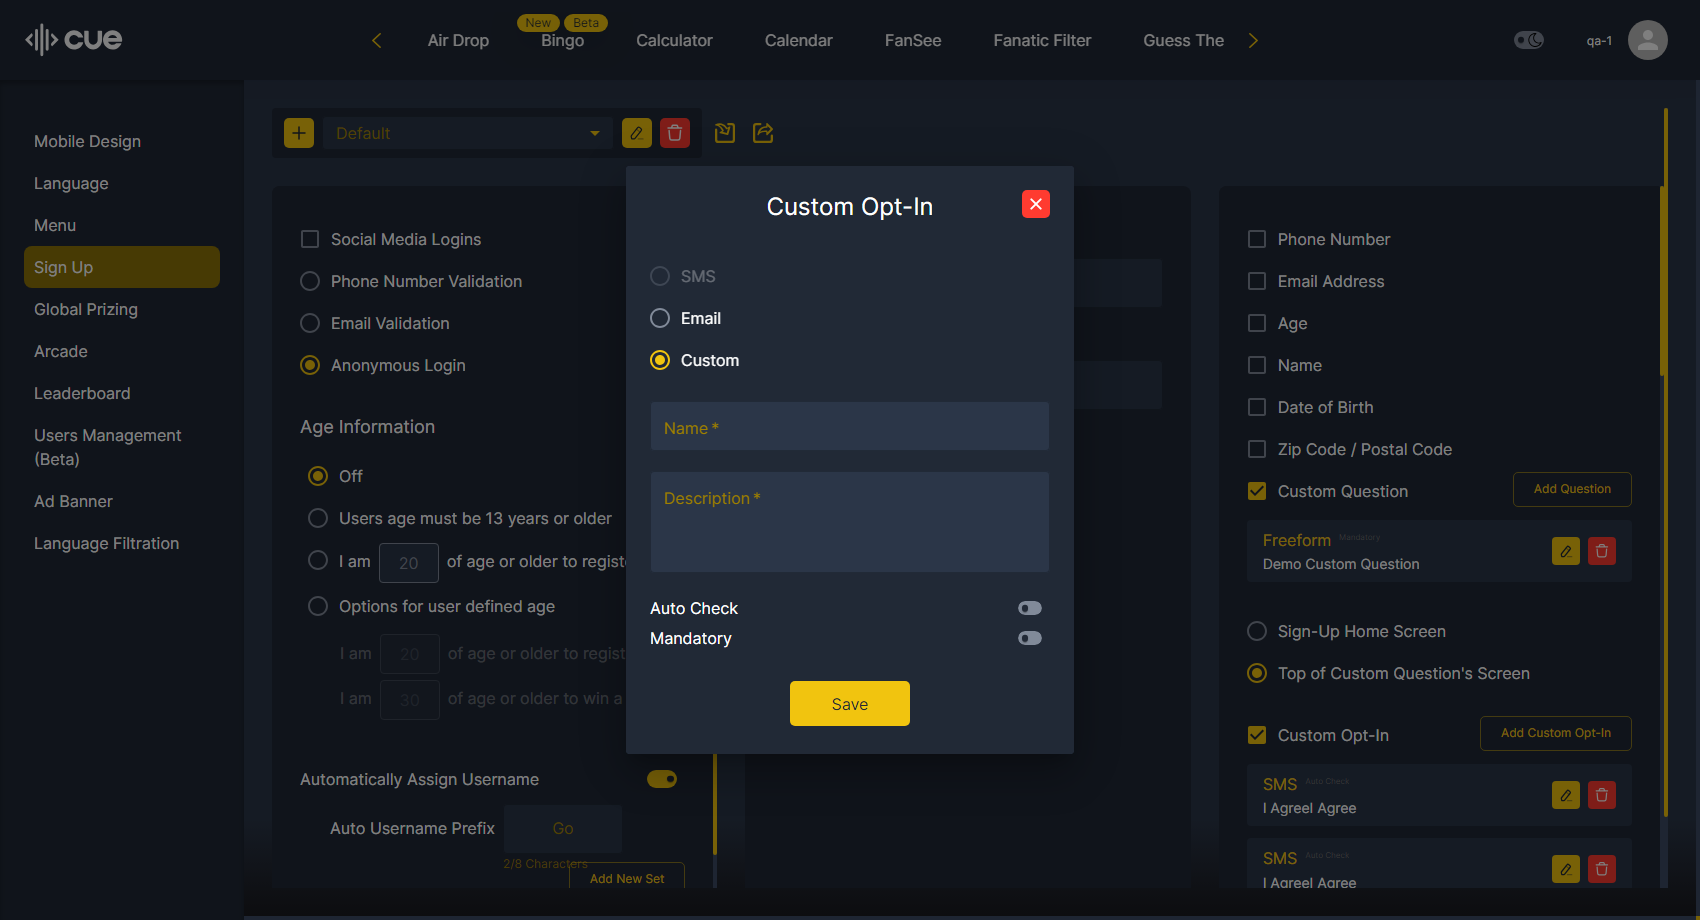 cue
Air Drop
New
Beta
Bingo
Calculator
Calendar
FanSee
Fanatic Filter
Guess The
qa-1
Mobile Design
Language
Menu
Sign Up
Global Prizing
Arcade
Leaderboard
Users Management
(Beta)
Ad Banner
Language Filtration
Default
Social Media Logins
Phone Number Validation
Email Validation
Anonymous Login
Age Information
Off
Users age must be 13 years or older
I am 20 of age or older to regist
Options for user defined age
I am 20 of age or older to regist
I am 30 of age or older to win a
Automatically Assign Username
Auto Username Prefix Go
2/8 Characters
Add New Set
Custom Opt-In
SMS
Email
Custom
Name *
Description *
Auto Check
Mandatory
Save
Phone Number
Email Address
Age
Name
Date of Birth
Zip Code / Postal Code
Custom Question
Add Question
Freeform Mandatory
Demo Custom Question
Sign-Up Home Screen
Top of Custom Question's Screen
Custom Opt-In
Add Custom Opt-In
SMS Auto Check
I AgreeI Agree
SMS Auto Check
I AgreeI Agree